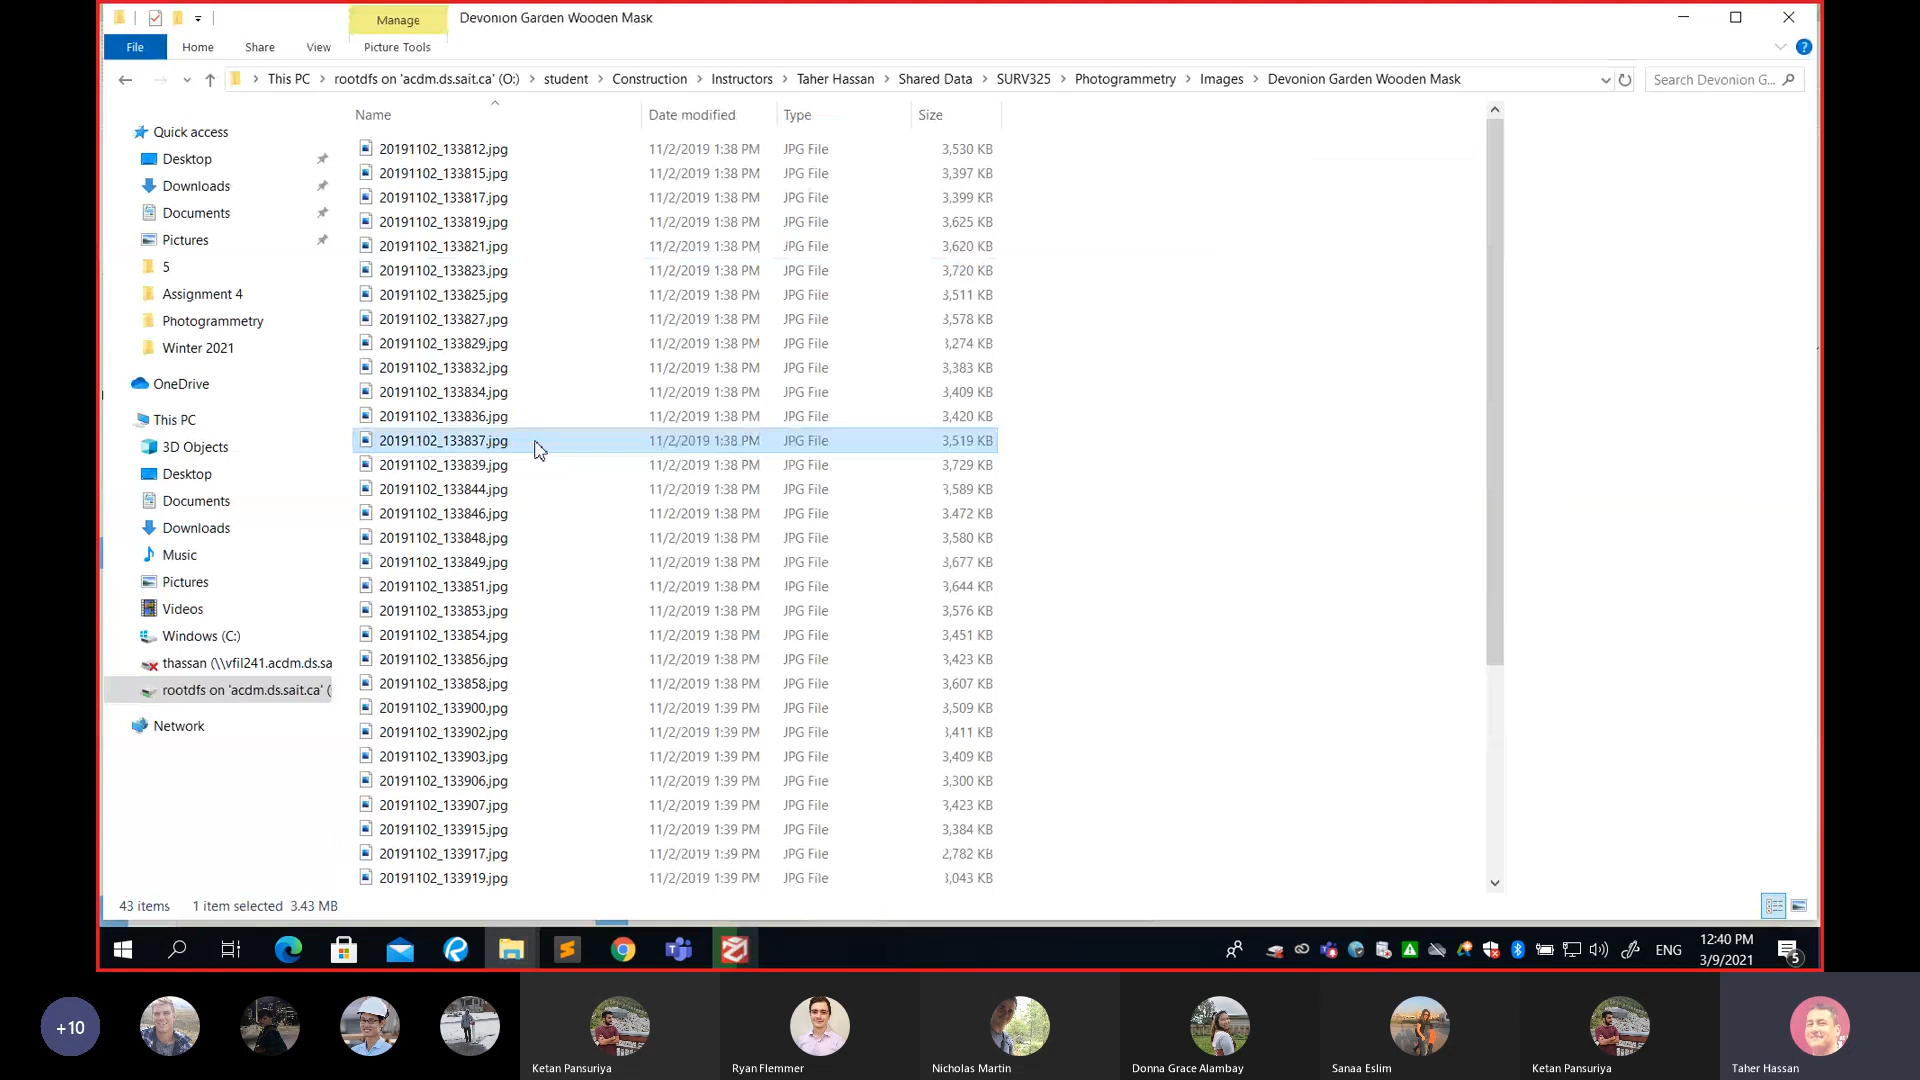 Manage
Devonion Garden Wooden Mask
File
Home
Share
View
Picture Tools
This PC
rootdfs on 'acdm.ds.sait.ca' (O:)
student
Construction
Instructors
Taher Hassan
Shared Data
SURV325
Photogrammetry
Images
Devonion Garden Wooden Mask
Search Devonion G...
Name
Date modified
Type
Size
Quick access
Desktop
Downloads
Documents
Pictures
5
Assignment 4
Photogrammetry
Winter 2021
OneDrive
This PC
3D Objects
Desktop
Documents
Downloads
Music
Pictures
Videos
Windows (C:)
thassan (\\vfil241.acdm.ds.sa
rootdfs on 'acdm.ds.sait.ca' (
Network
20191102_133812.jpg 11/2/2019 1:38 PM JPG File 3,530 KB
20191102_133815.jpg 11/2/2019 1:38 PM JPG File 3,397 KB
20191102_133817.jpg 11/2/2019 1:38 PM JPG File 3,399 KB
20191102_133819.jpg 11/2/2019 1:38 PM JPG File 3,625 KB
20191102_133821.jpg 11/2/2019 1:38 PM JPG File 3,620 KB
20191102_133823.jpg 11/2/2019 1:38 PM JPG File 3,720 KB
20191102_133825.jpg 11/2/2019 1:38 PM JPG File 3,511 KB
20191102_133827.jpg 11/2/2019 1:38 PM JPG File 3,578 KB
20191102_133829.jpg 11/2/2019 1:38 PM JPG File 3,274 KB
20191102_133832.jpg 11/2/2019 1:38 PM JPG File 3,383 KB
20191102_133834.jpg 11/2/2019 1:38 PM JPG File 3,409 KB
20191102_133836.jpg 11/2/2019 1:38 PM JPG File 3,420 KB
20191102_133837.jpg 11/2/2019 1:38 PM JPG File 3,519 KB
20191102_133839.jpg 11/2/2019 1:38 PM JPG File 3,729 KB
20191102_133844.jpg 11/2/2019 1:38 PM JPG File 3,589 KB
20191102_133846.jpg 11/2/2019 1:38 PM JPG File 3,472 KB
20191102_133848.jpg 11/2/2019 1:38 PM JPG File 3,580 KB
20191102_133849.jpg 11/2/2019 1:38 PM JPG File 3,677 KB
20191102_133851.jpg 11/2/2019 1:38 PM JPG File 3,644 KB
20191102_133853.jpg 11/2/2019 1:38 PM JPG File 3,576 KB
20191102_133854.jpg 11/2/2019 1:38 PM JPG File 3,451 KB
20191102_133856.jpg 11/2/2019 1:38 PM JPG File 3,423 KB
20191102_133858.jpg 11/2/2019 1:38 PM JPG File 3,607 KB
20191102_133900.jpg 11/2/2019 1:39 PM JPG File 3,509 KB
20191102_133902.jpg 11/2/2019 1:39 PM JPG File 3,411 KB
20191102_133903.jpg 11/2/2019 1:39 PM JPG File 3,409 KB
20191102_133906.jpg 11/2/2019 1:39 PM JPG File 3,300 KB
20191102_133907.jpg 11/2/2019 1:39 PM JPG File 3,423 KB
20191102_133915.jpg 11/2/2019 1:39 PM JPG File 3,384 KB
20191102_133917.jpg 11/2/2019 1:39 PM JPG File 2,782 KB
20191102_133919.jpg 11/2/2019 1:39 PM JPG File 3,043 KB
43 items
1 item selected 3.43 MB
ENG
12:40 PM
3/9/2021
5
+10
Ketan Pansuriya
Ryan Flemmer
Nicholas Martin
Donna Grace Alambay
Sanaa Eslim
Ketan Pansuriya
Taher Hassan